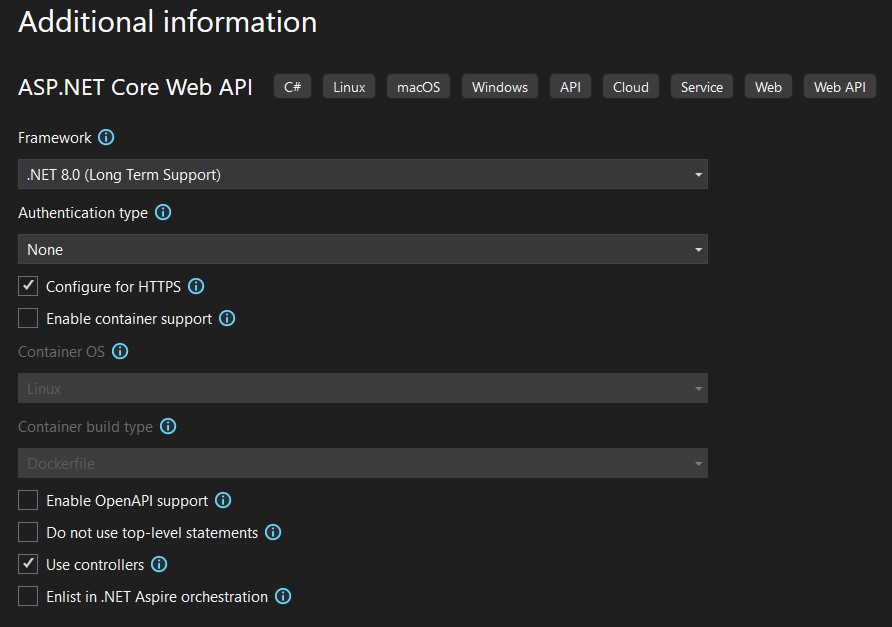 Additional information
ASP.NET Core Web API C# Linux macOS Windows API Cloud Service Web Web API
Framework
.NET 8.0 (Long Term Support)
Authentication type
None
Configure for HTTPS
Enable container support
Container OS
Linux
Container build type
Dockerfile
Enable OpenAPI support
Do not use top-level statements
Use controllers
Enlist in .NET Aspire orchestration